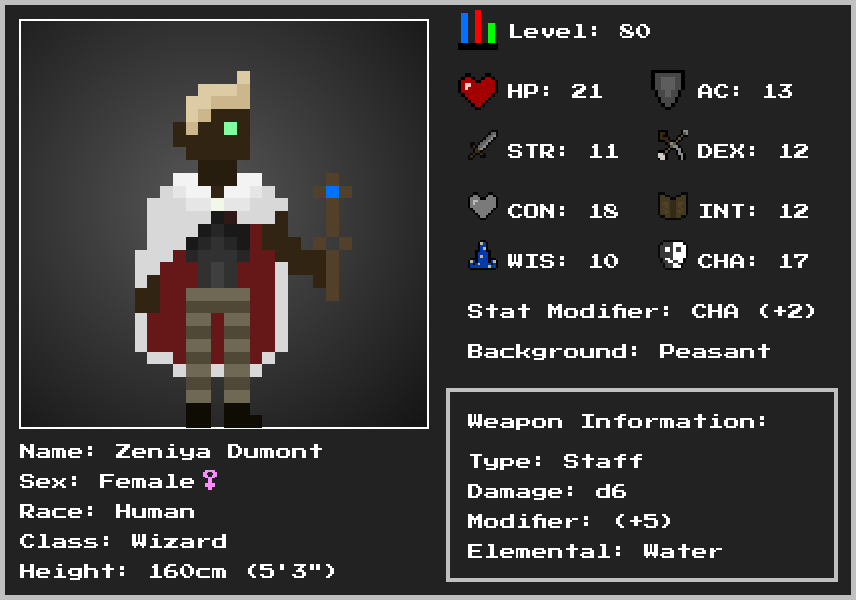 Level: 80
HP: 21
AC: 13
STR: 11
DEX: 12
CON: 18
INT: 12
WIS: 10
CHA: 17
Stat Modifier: CHA (+2)
Background: Peasant
Weapon Information:
Type: Staff
Damage: d6
Modifier: (+5)
Elemental: Water
Name: Zeniya Dumont
Sex: Female♀
Race: Human
Class: Wizard
Height: 160cm (5'3")